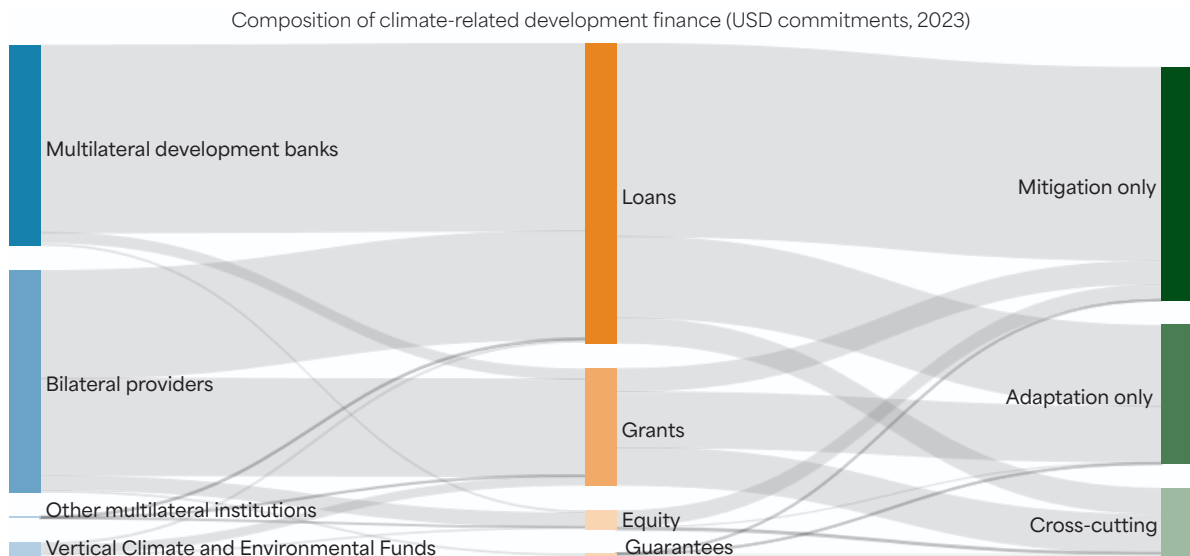 Composition of climate-related development finance (USD commitments, 2023)
Multilateral development banks
Loans
Mitigation only
Bilateral providers
Adaptation only
Grants
Other multilateral institutions
Equity
Cross-cutting
Vertical Climate and Environmental Funds
Guarantees